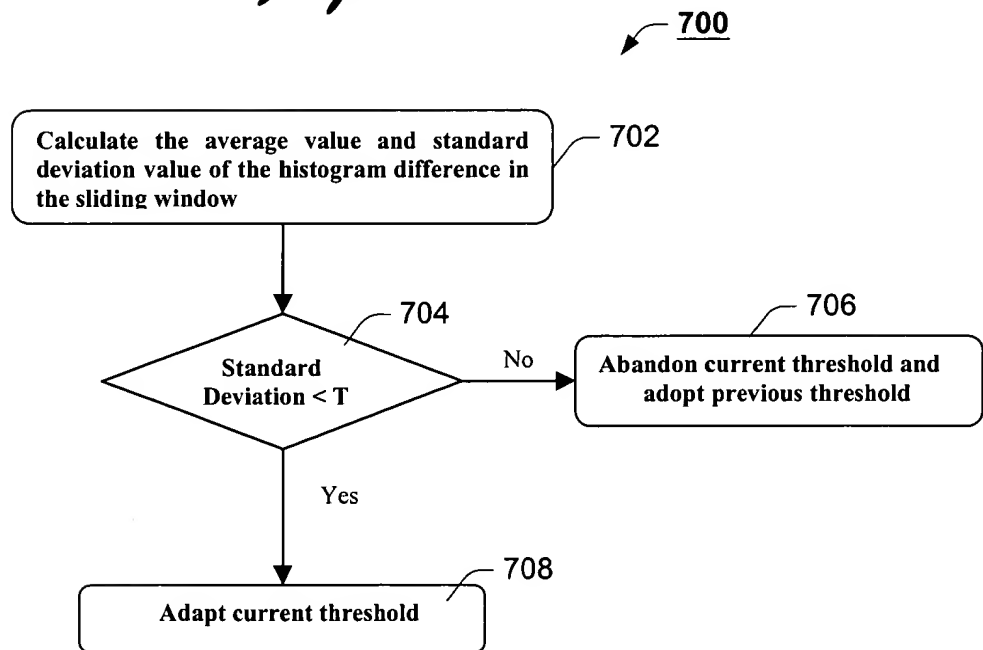 700
Calculate the average value and standard
deviation value of the histogram difference in
the sliding window
702
704
Standard
Deviation < T
No
706
Abandon current threshold and
adopt previous threshold
Yes
708
Adapt current threshold